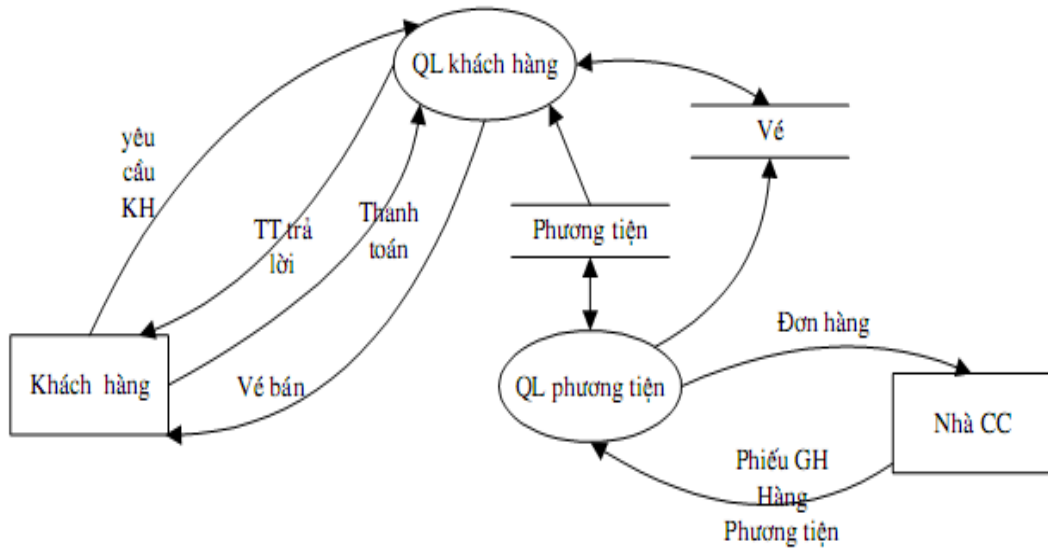 QL khách hàng
Vé
yêu
cầu
KH
TT trả
lời
Thanh
toán
Phương tiện
Đơn hàng
Khách hàng
Vé bán
QL phương tiện
Nhà CC
Phiếu GH
Hàng
Phương tiện